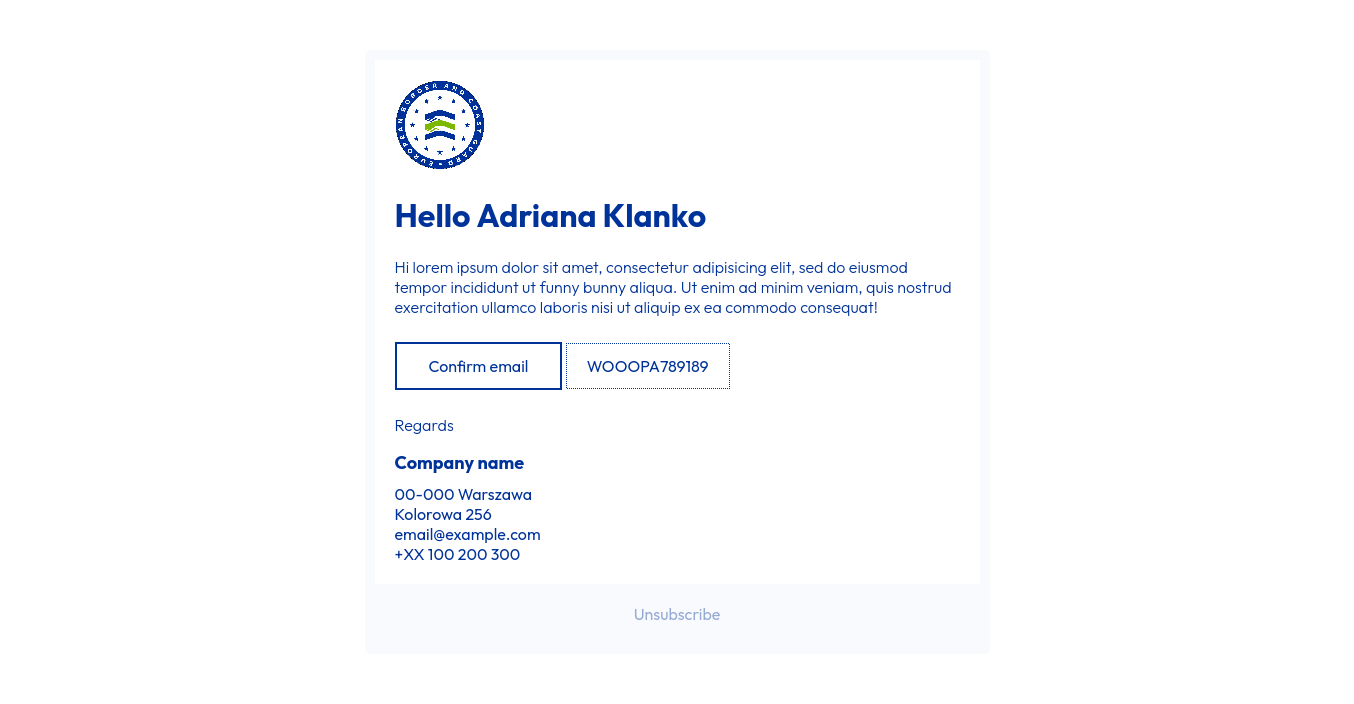 EUROPEAN BORDER AND COAST GUARD
Hello Adriana Klanko
Hi lorem ipsum dolor sit amet, consectetur adipisicing elit, sed do eiusmod
tempor incididunt ut funny bunny aliqua. Ut enim ad minim veniam, quis nostrud
exercitation ullamco laboris nisi ut aliquip ex ea commodo consequat!
Confirm email WOOOPA789189
Regards
Company name
00-000 Warszawa
Kolorowa 256
email@example.com
+XX 100 200 300
Unsubscribe